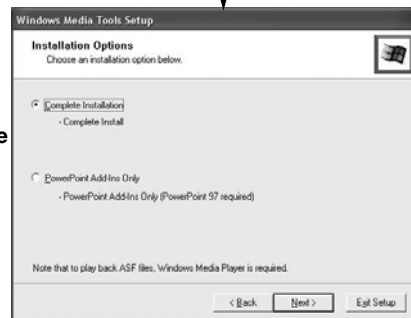 Windows Media Tools Setup
Installation Options
Choose an installation option below.
Complete Installation
- Complete Install
e
PowerPoint Add-Ins Only
- PowerPoint Add-Ins Only (PowerPoint 97 required)
Note that to play back ASF files, Windows Media Player is required.
< Back Next > Exit Setup